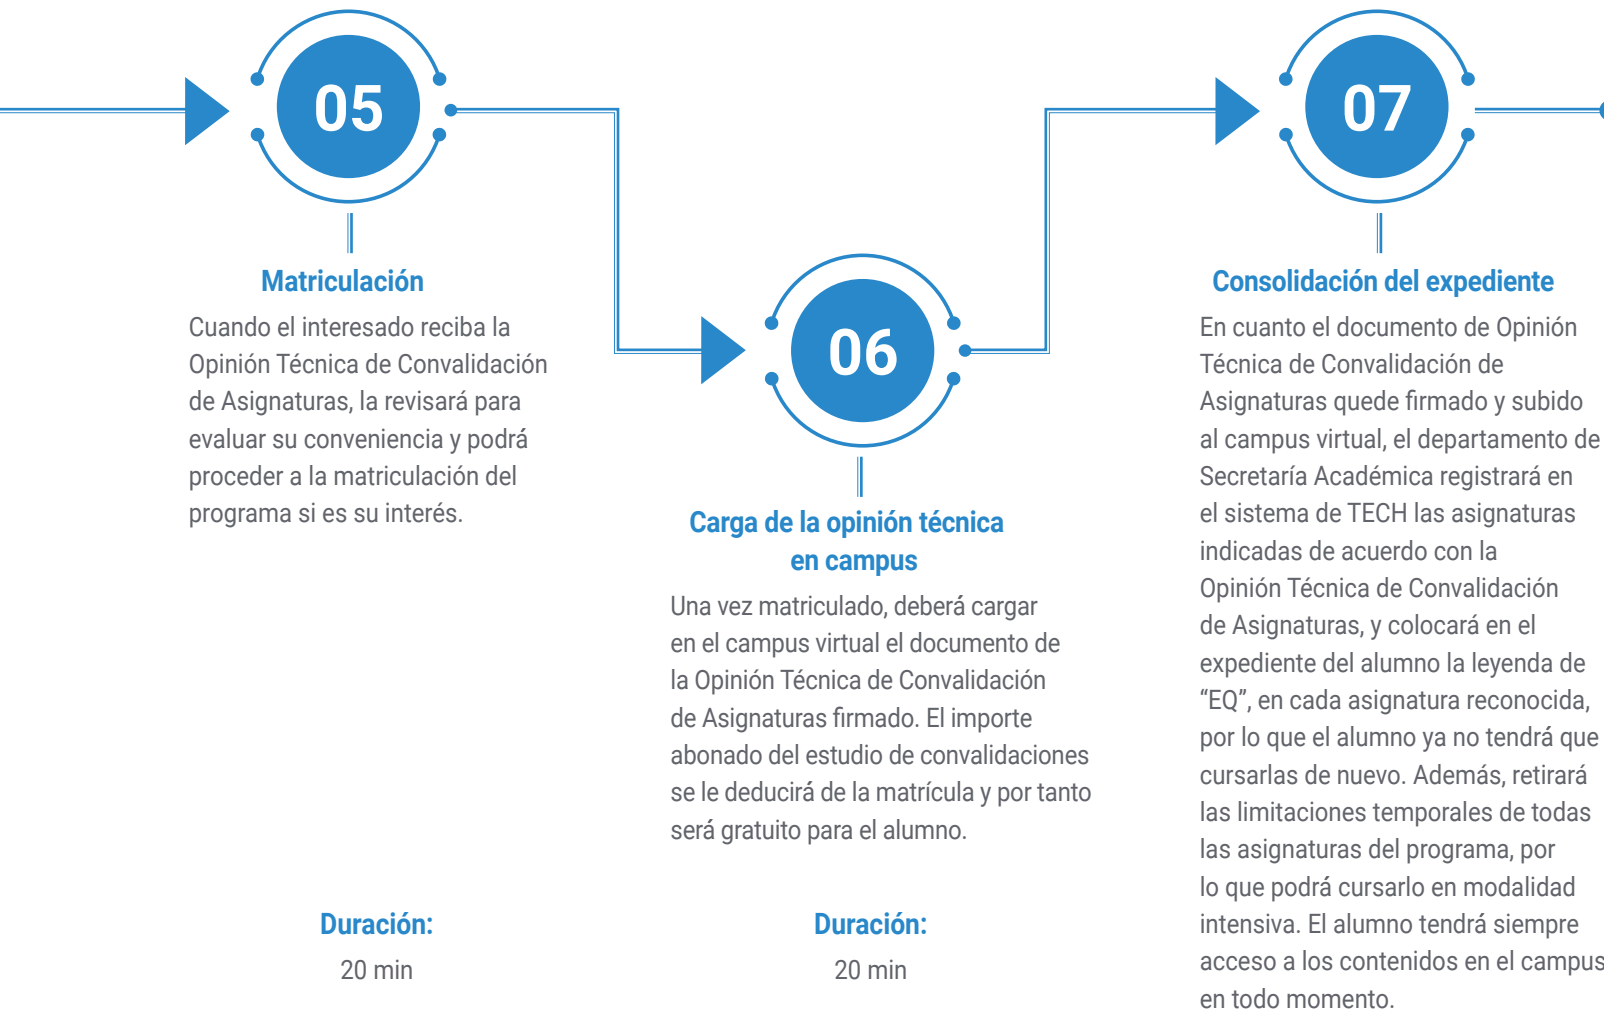 05
Matriculación
Cuando el interesado reciba la
Opinión Técnica de Convalidación
de Asignaturas, la revisará para
evaluar su conveniencia y podrá
proceder a la matriculación del
programa si es su interés.
Duración:
20 min
06
Carga de la opinión técnica
en campus
Una vez matriculado, deberá cargar
en el campus virtual el documento de
la Opinión Técnica de Convalidación
de Asignaturas firmado. El importe
abonado del estudio de convalidaciones
se le deducirá de la matrícula y por tanto
será gratuito para el alumno.
Duración:
20 min
07
Consolidación del expediente
En cuanto el documento de Opinión
Técnica de Convalidación de
Asignaturas quede firmado y subido
al campus virtual, el departamento de
Secretaría Académica registrará en
el sistema de TECH las asignaturas
indicadas de acuerdo con la
Opinión Técnica de Convalidación
de Asignaturas, y colocará en el
expediente del alumno la leyenda de
“EQ”, en cada asignatura reconocida,
por lo que el alumno ya no tendrá que
cursarlas de nuevo. Además, retirará
las limitaciones temporales de todas
las asignaturas del programa, por
lo que podrá cursarlo en modalidad
intensiva. El alumno tendrá siempre
acceso a los contenidos en el campus
en todo momento.